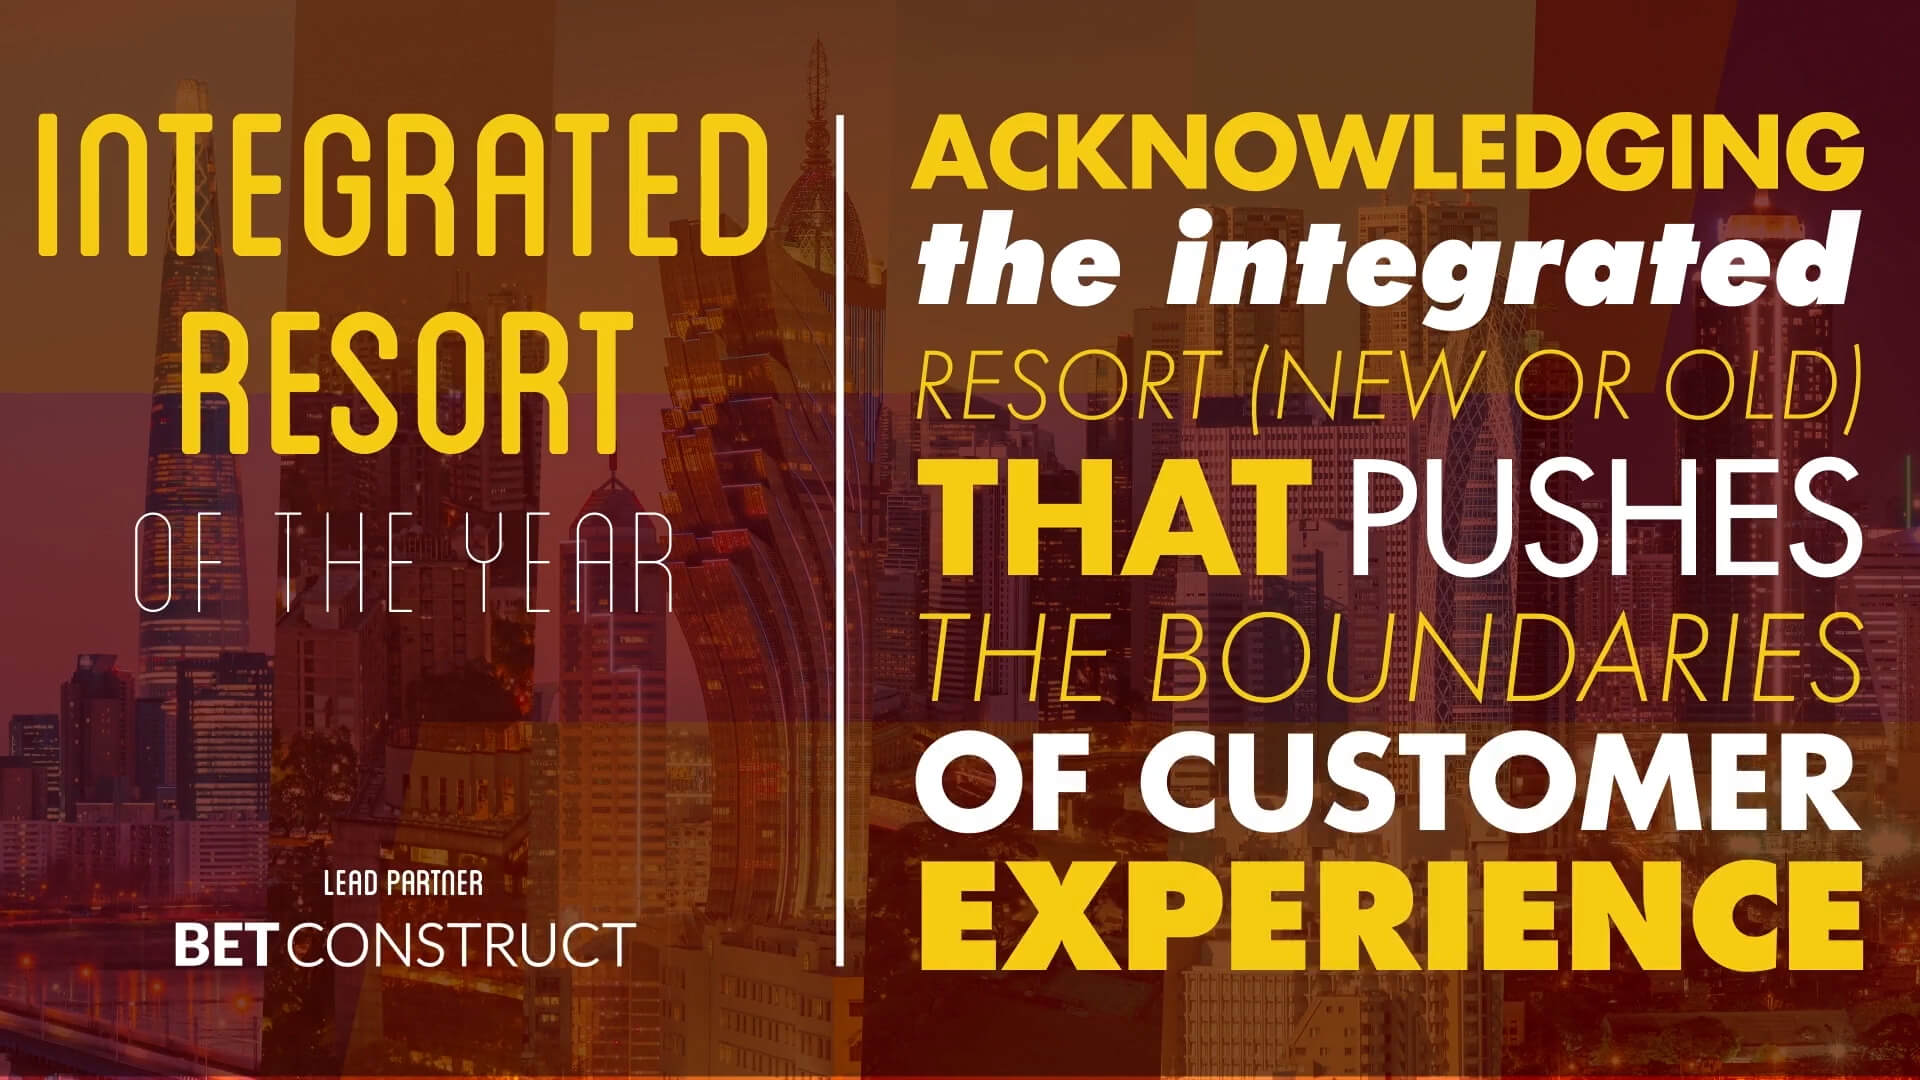 INTEGRATED
RESORT
OF THE YEAR
LEAD PARTNER
BETCONSTRUCT
ACKNOWLEDGING
the integrated
RESORT (NEW OR OLD)
THAT PUSHES
THE BOUNDARIES
OF CUSTOMER
EXPERIENCE